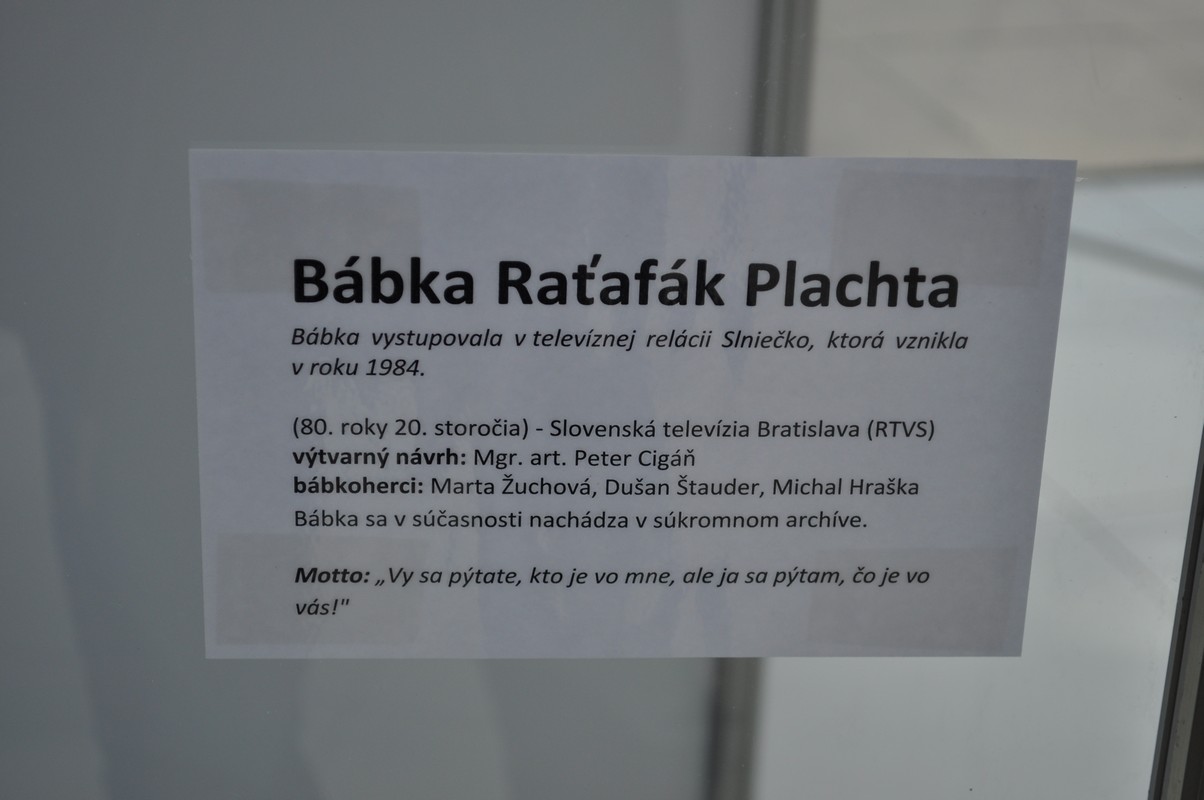 Bábka Raťafák Plachta
Bábka vystupovala v televíznej relácii Slniečko, ktorá vznikla
v roku 1984.
(80. roky 20. storočia) - Slovenská televízia Bratislava (RTVS)
výtvarný návrh: Mgr. art. Peter Cigáň
bábkoherci: Marta Žuchová, Dušan Štauder, Michal Hraška
Bábka sa v súčasnosti nachádza v súkromnom archíve.
Motto: „Vy sa pýtate, kto je vo mne, ale ja sa pýtam, čo je vo
vás!"